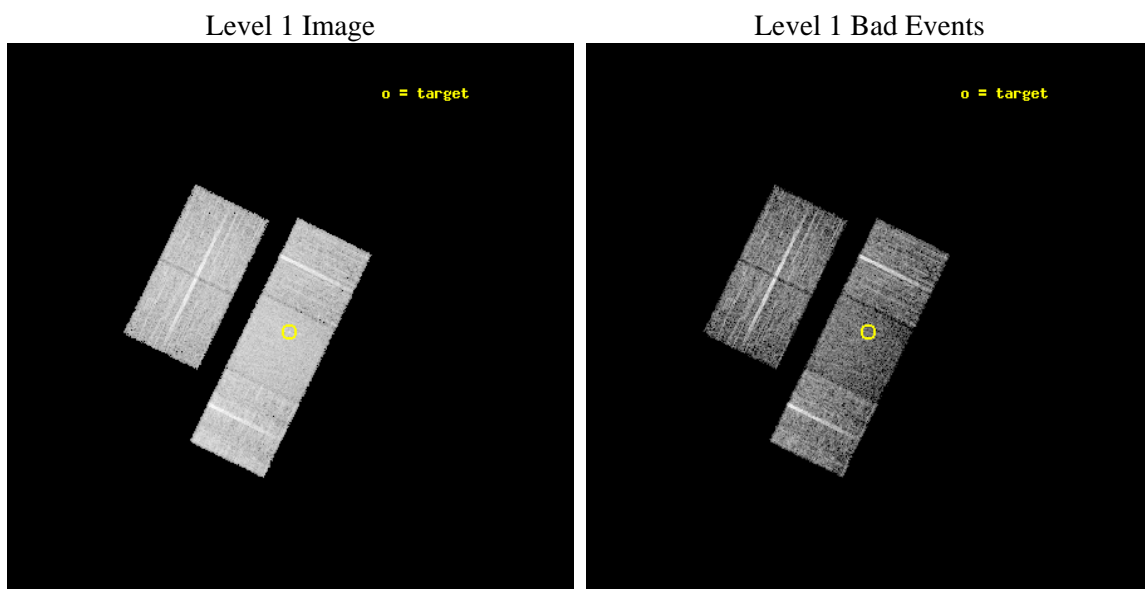 Level 1 Image
Level 1 Bad Events
o = target
o = target